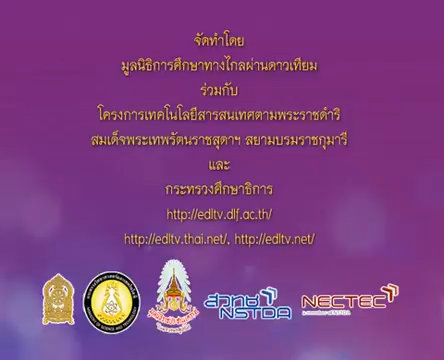 จัดทำโดย
มูลนิธิการศึกษาทางไกลผ่านดาวเทียม
ร่วมกับ
โครงการเทคโนโลยีสารสนเทศตามพระราชดำริ
สมเด็จพระเทพรัตนราชสุดาฯ สยามบรมราชกุมารี
และ
กระทรวงศึกษาธิการ
http://edltv.dlf.ac.th/
http://edltv.thai.net/, http://edltv.net/
สวทช NECTEC
NSTDA a member of NSTDA